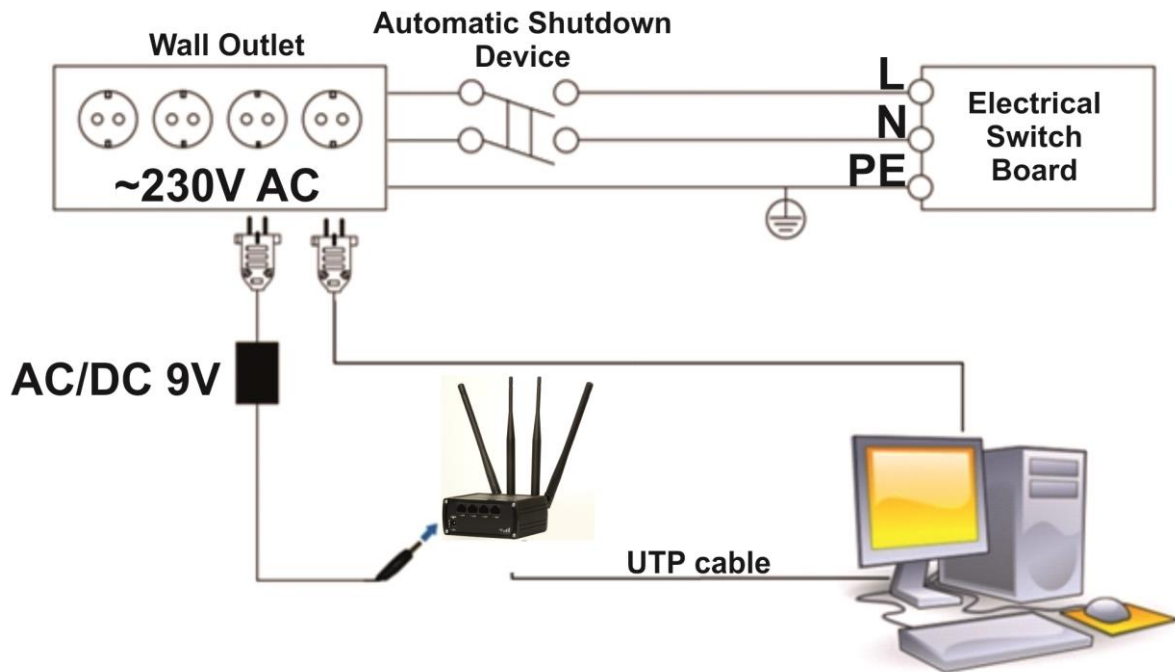 Wall Outlet
Automatic Shutdown
Device
L
N
PE
Electrical
Switch
Board
~230V AC
AC/DC 9V
UTP cable